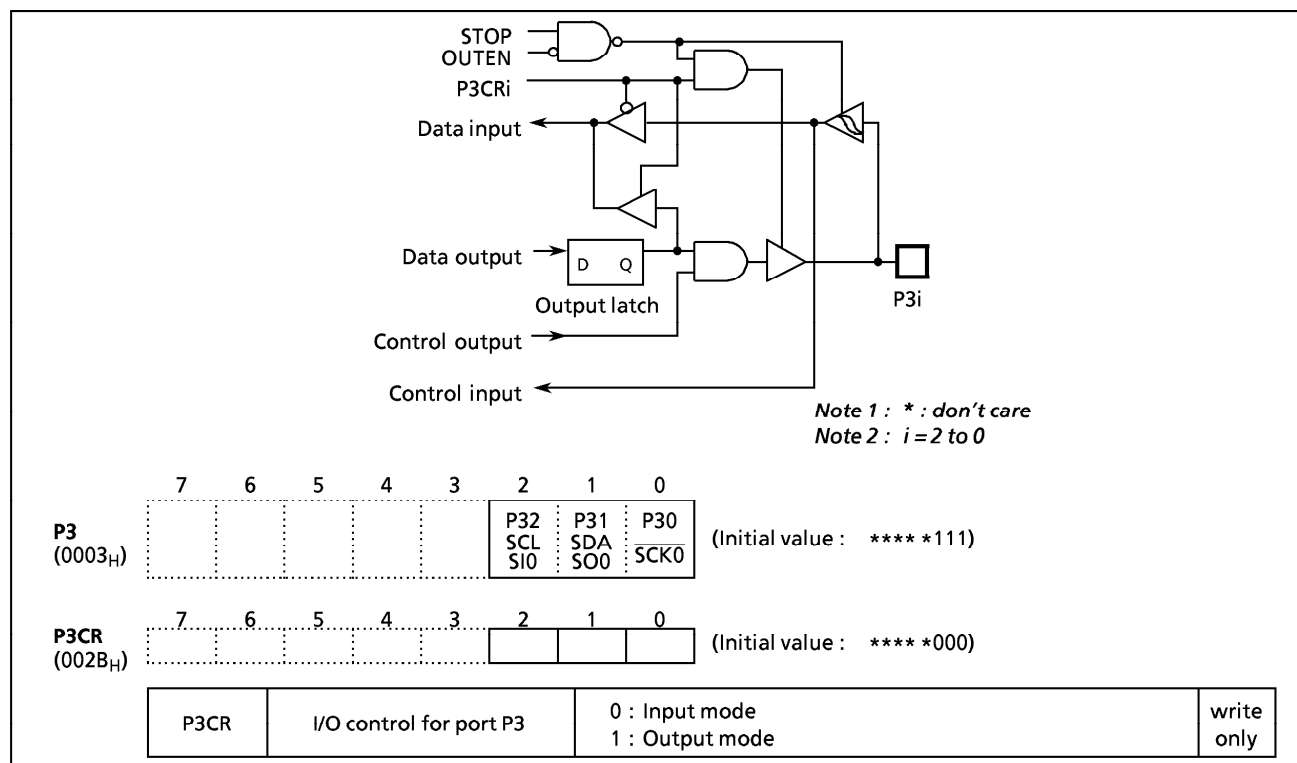 STOP
OUTEN
P3CRi
Data input
Data output
D Q
Output latch
P3i
Control output
Control input
Note 1 : * : don't care
Note 2 : i = 2 to 0
7 6 5 4 3 2 1 0
P3
(0003H)
P32 P31 P30
SCL SDA SCK0
SI0 SO0
(Initial value : **** *111)
7 6 5 4 3 2 1 0
P3CR
(002BH)
(Initial value : **** *000)
P3CR
I/O control for port P3
0 : Input mode
1 : Output mode
write
only